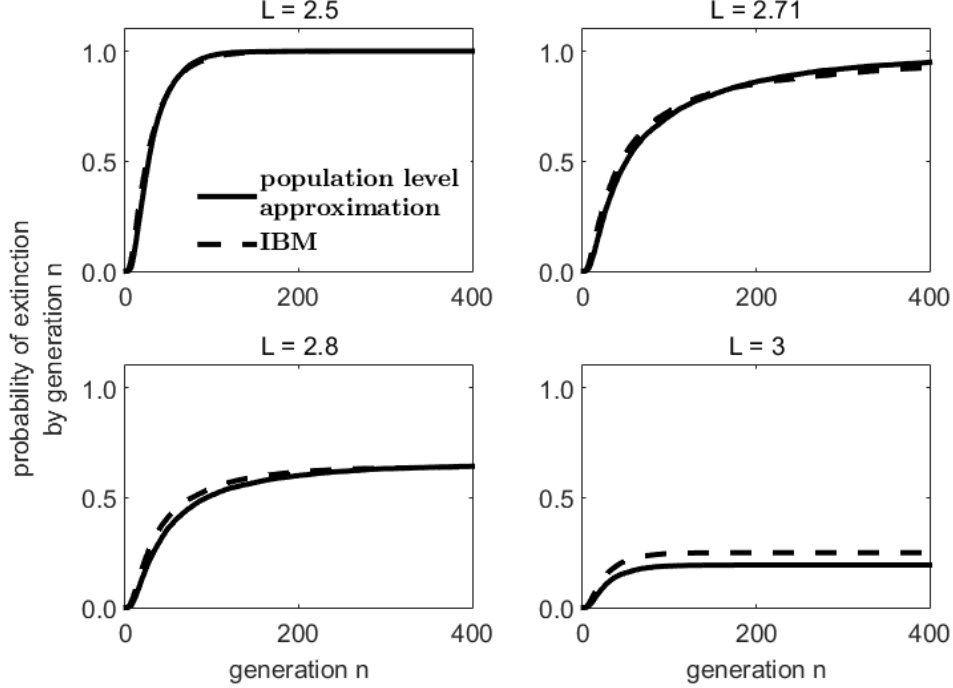 L = 2.5
1.0
0.5
0.0
0
200
400
population level
approximation
IBM
L = 2.71
1.0
0.5
0.0
0
200
400
probability of extinction
by generation n
L = 2.8
1.0
0.5
0.0
0
200
400
generation n
L = 3
1.0
0.5
0.0
0
200
400
generation n